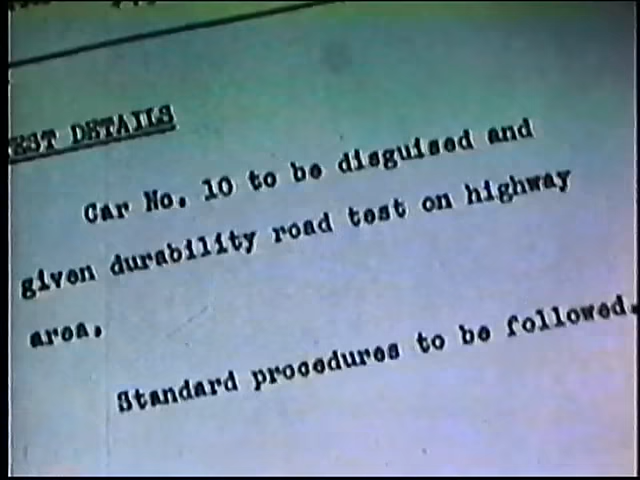 EST DETAILS
Car No. 10 to be disguised and
given durability road test on highway
area.
Standard procedures to be followed.